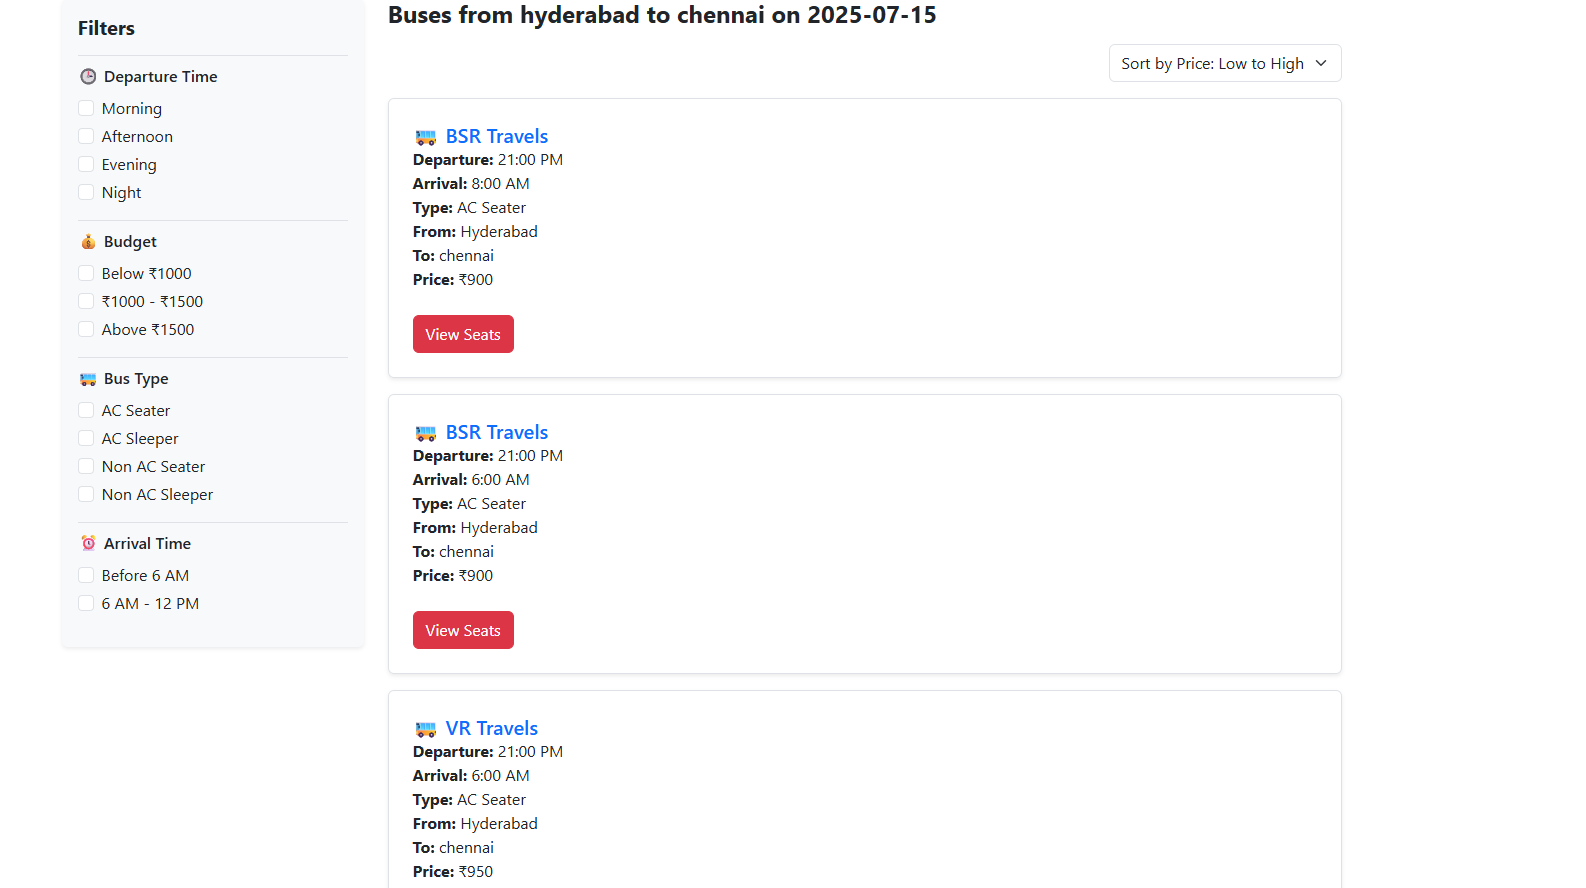 Filters
Departure Time
Morning
Afternoon
Evening
Night
Budget
Below ₹1000
₹1000 - ₹1500
Above ₹1500
Bus Type
AC Seater
AC Sleeper
Non AC Seater
Non AC Sleeper
Arrival Time
Before 6 AM
6 AM - 12 PM
Buses from hyderabad to chennai on 2025-07-15
Sort by Price: Low to High
BSR Travels
Departure: 21:00 PM
Arrival: 8:00 AM
Type: AC Seater
From: Hyderabad
To: chennai
Price: ₹900
View Seats
BSR Travels
Departure: 21:00 PM
Arrival: 6:00 AM
Type: AC Seater
From: Hyderabad
To: chennai
Price: ₹900
View Seats
VR Travels
Departure: 21:00 PM
Arrival: 6:00 AM
Type: AC Seater
From: Hyderabad
To: chennai
Price: ₹950